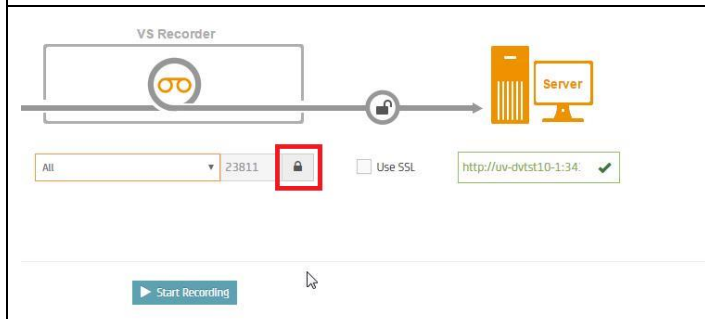 VS Recorder
Server
All 23811 Use SSL http://uv-dvtst10-1:34
Start Recording